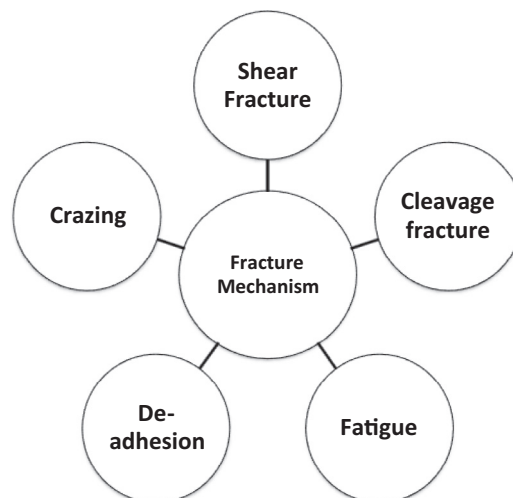 Shear
Fracture
Crazing
Cleavage
fracture
Fracture
Mechanism
De-
adhesion
Fatigue